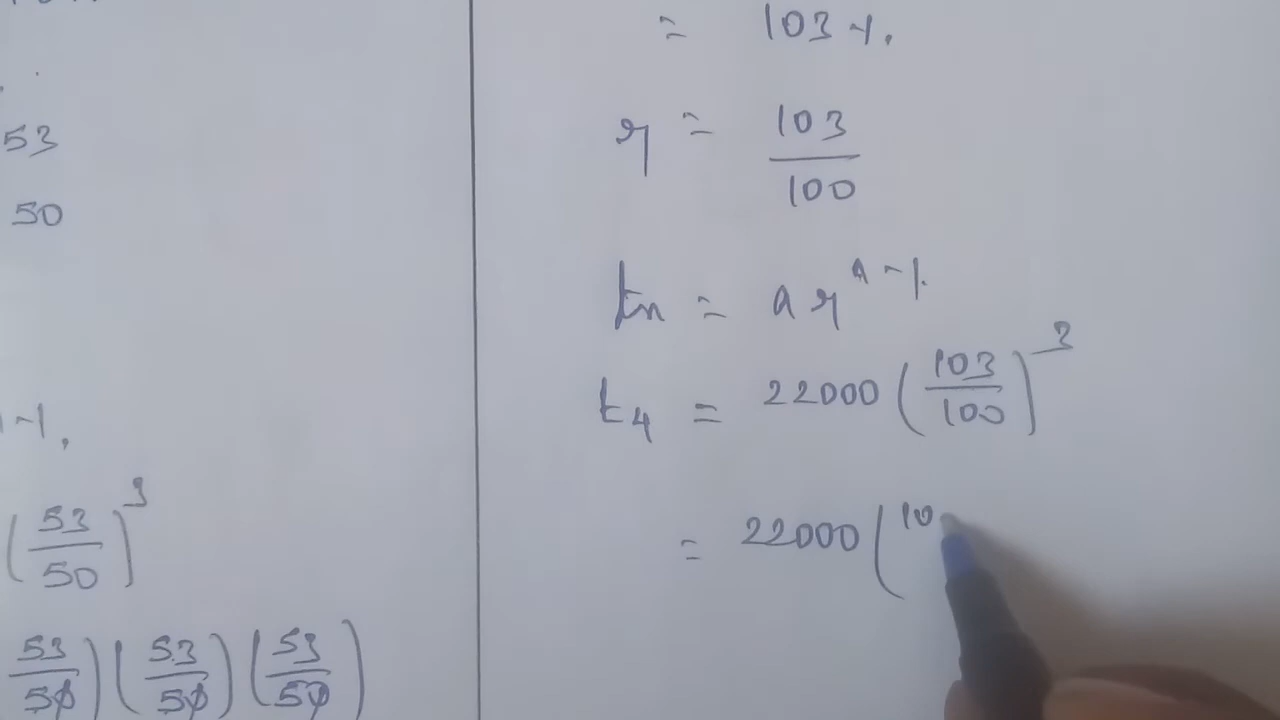 53
50
-1.
(53/50)^3
53/50) (53/50) (53/50)
= 103 %.
r = 103/100
tn = a r^n-1.
t4 = 22000 (103/100)^3
= 22000 (10